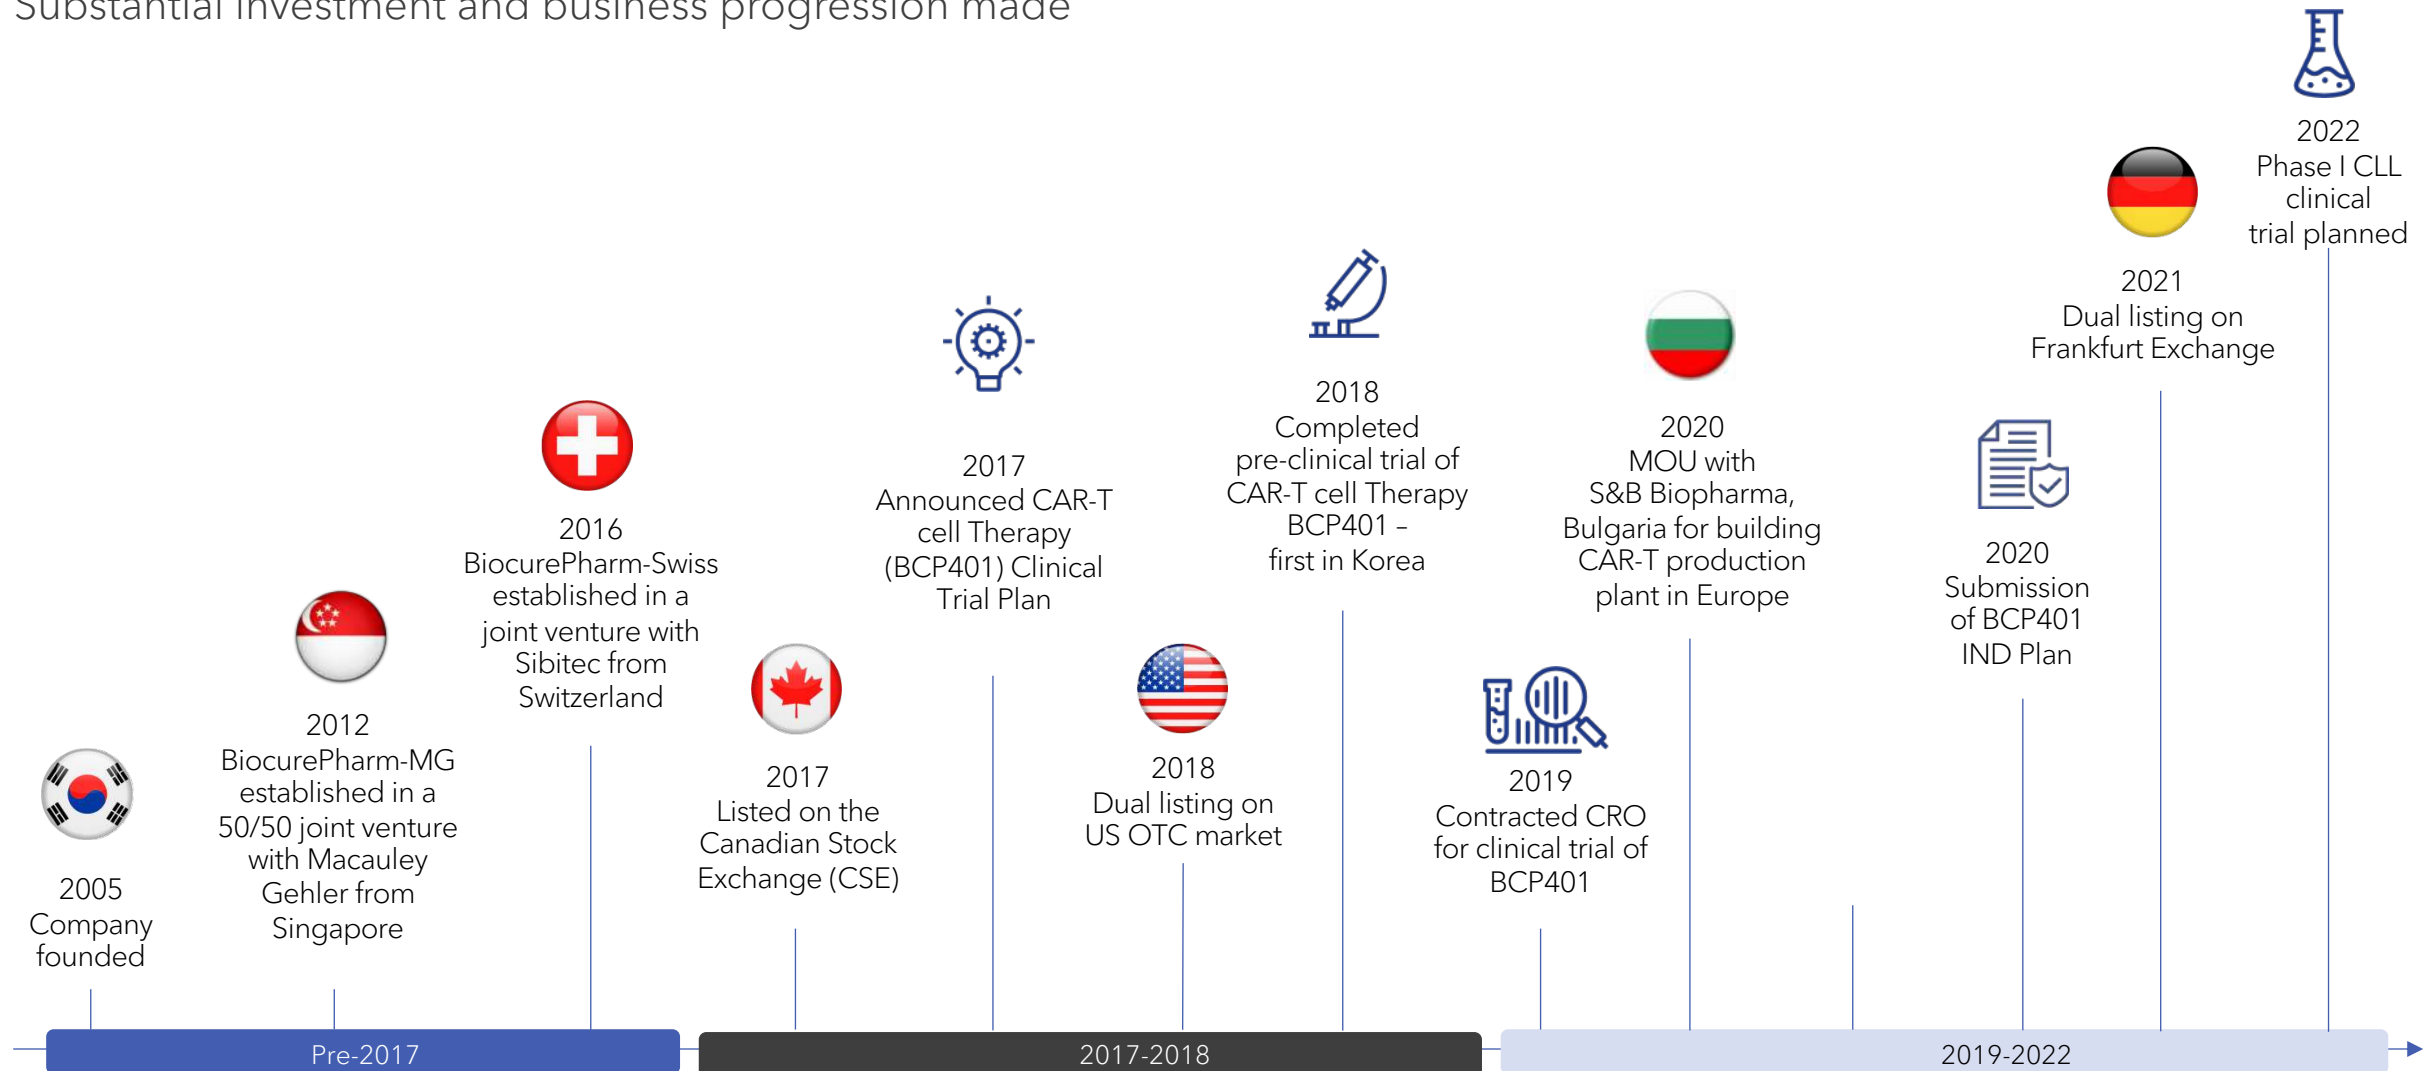 Substantial investment and business progression made
2005
Company
founded
2012
BiocurePharm-MG
established in a
50/50 joint venture
with Macauley
Gehler from
Singapore
2016
BiocurePharm-Swiss
established in a
joint venture with
Sibitec from
Switzerland
2017
Listed on the
Canadian Stock
Exchange (CSE)
2017
Announced CAR-T
cell Therapy
(BCP401) Clinical
Trial Plan
2018
Dual listing on
US OTC market
2018
Completed
pre-clinical trial of
CAR-T cell Therapy
BCP401 –
first in Korea
2019
Contracted CRO
for clinical trial of
BCP401
2020
MOU with
S&B Biopharma,
Bulgaria for building
CAR-T production
plant in Europe
2020
Submission
of BCP401
IND Plan
2021
Dual listing on
Frankfurt Exchange
2022
Phase I CLL
clinical
trial planned
Pre-2017
2017-2018
2019-2022